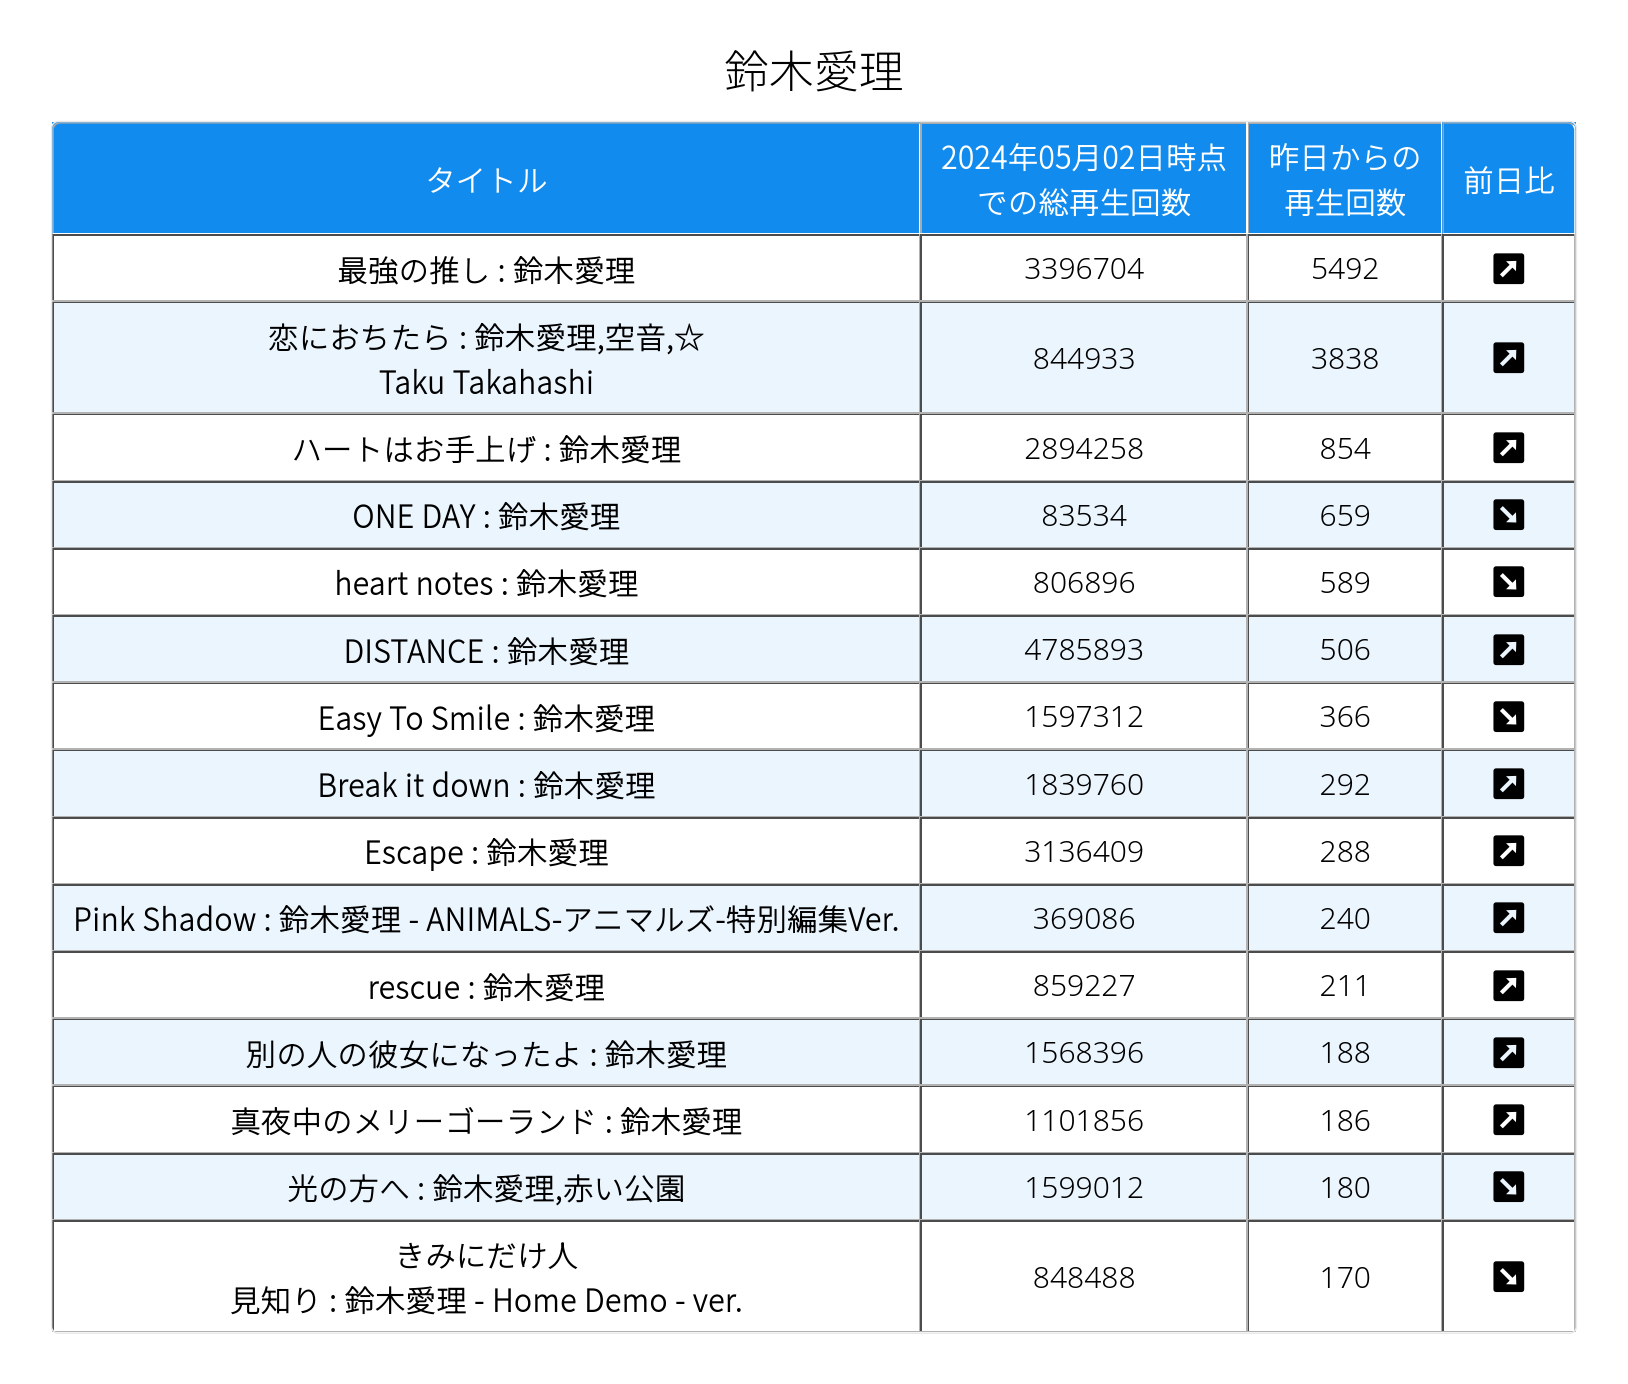 鈴木愛理
タイトル
2024年05月02日時点
での総再生回数
昨日からの
再生回数
前日比
最強の推し : 鈴木愛理 3396704 5492
恋におちたら : 鈴木愛理,空音,☆
Taku Takahashi
844933 3838
ハートはお手上げ : 鈴木愛理 2894258 854
ONE DAY : 鈴木愛理 83534 659
heart notes : 鈴木愛理 806896 589
DISTANCE : 鈴木愛理 4785893 506
Easy To Smile : 鈴木愛理 1597312 366
Break it down : 鈴木愛理 1839760 292
Escape : 鈴木愛理 3136409 288
Pink Shadow : 鈴木愛理 - ANIMALS-アニマルズ-特別編集Ver. 369086 240
rescue : 鈴木愛理 859227 211
別の人の彼女になったよ : 鈴木愛理 1568396 188
真夜中のメリーゴーランド : 鈴木愛理 1101856 186
光の方へ : 鈴木愛理,赤い公園 1599012 180
きみにだけ人
見知り : 鈴木愛理 - Home Demo - ver.
848488 170